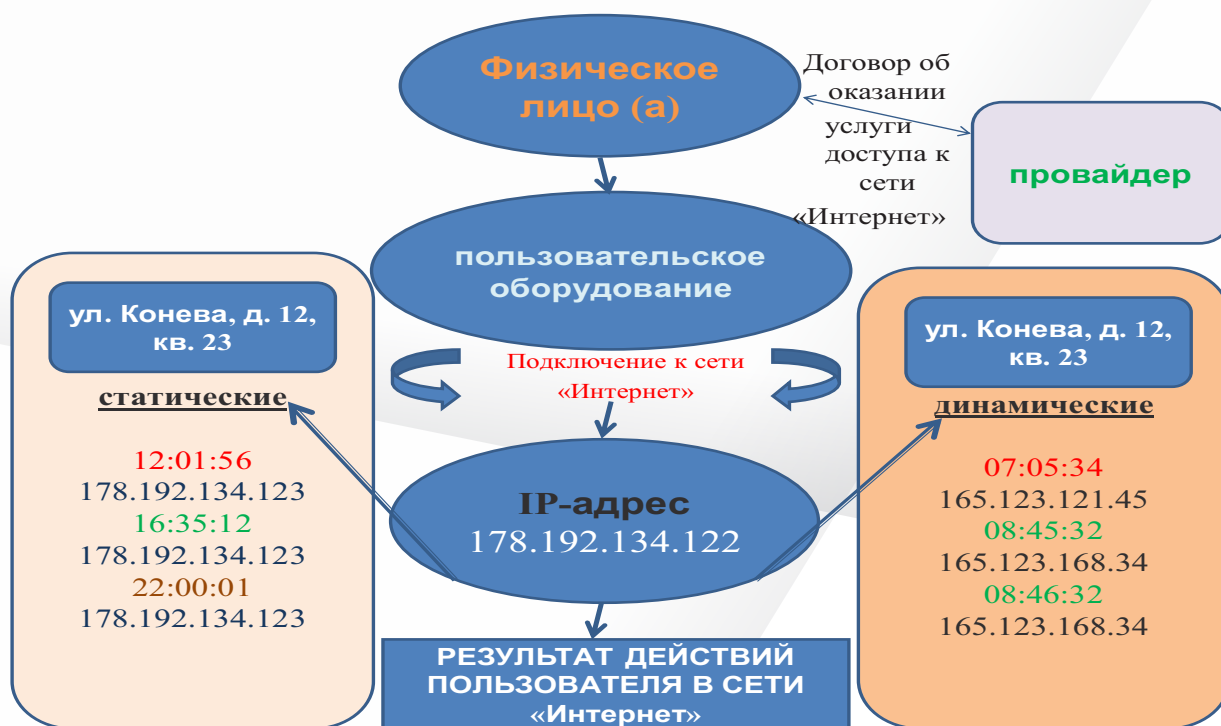 Физическое
лицо (а)
Договор об
оказании
услуги
доступа к
сети
«Интернет»
провайдер
пользовательское
оборудование
Подключение к сети
«Интернет»
ул. Конева, д. 12,
кв. 23
статические
12:01:56
178.192.134.123
16:35:12
178.192.134.123
22:00:01
178.192.134.123
IP-адрес
178.192.134.122
ул. Конева, д. 12,
кв. 23
динамические
07:05:34
165.123.121.45
08:45:32
165.123.168.34
08:46:32
165.123.168.34
РЕЗУЛЬТАТ ДЕЙСТВИЙ
ПОЛЬЗОВАТЕЛЯ В СЕТИ
«Интернет»